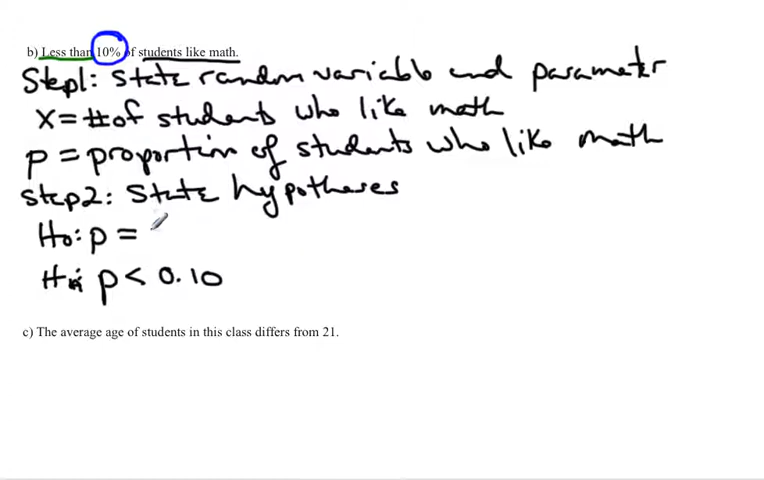 b) Less than 10% of students like math.
Step1: State random variable and parameter
X = # of students who like math
p = proportion of students who like math
Step2: State hypotheses
Ho: p =
HA: p < 0.10
c) The average age of students in this class differs from 21.